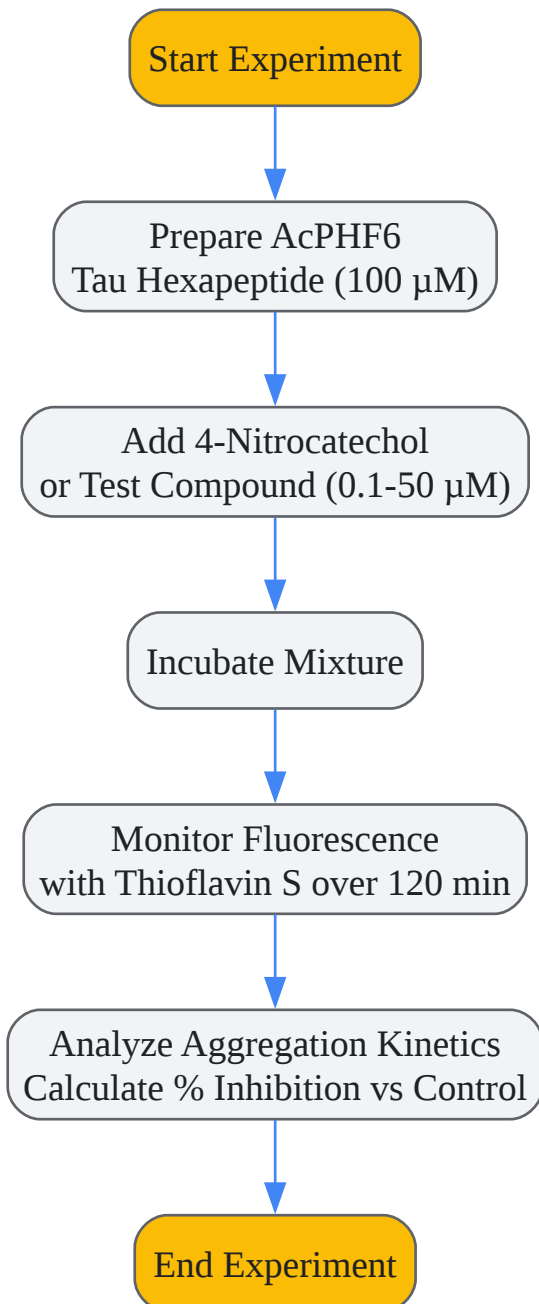 Start Experiment
Prepare AcPHF6
Tau Hexapeptide (100 µM)
Add 4-Nitrocatechol
or Test Compound (0.1-50 µM)
Incubate Mixture
Monitor Fluorescence
with Thioflavin S over 120 min
Analyze Aggregation Kinetics
Calculate % Inhibition vs Control
End Experiment